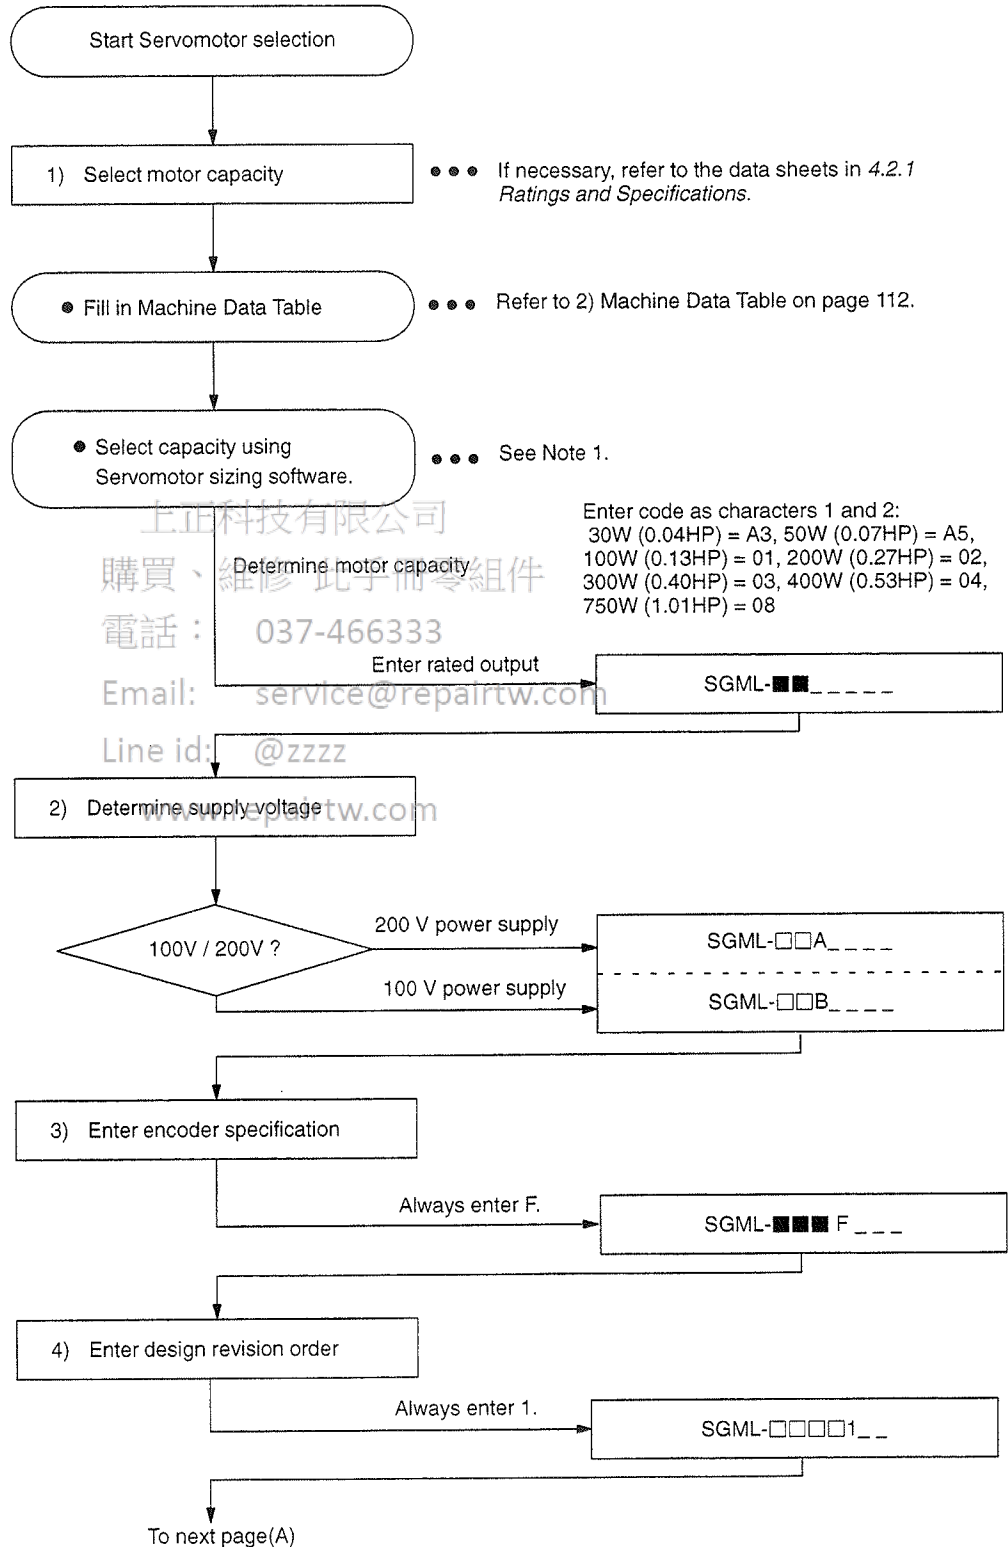 Start Servomotor selection
1) Select motor capacity
●●● If necessary, refer to the data sheets in 4.2.1
Ratings and Specifications.
● Fill in Machine Data Table
●●● Refer to 2) Machine Data Table on page 112.
● Select capacity using
Servomotor sizing software.
●●● See Note 1.
上正科技有限公司
Enter code as characters 1 and 2:
30W (0.04HP) = A3, 50W (0.07HP) = A5,
100W (0.13HP) = 01, 200W (0.27HP) = 02,
300W (0.40HP) = 03, 400W (0.53HP) = 04,
750W (1.01HP) = 08
Determine motor capacity
購買、維修 此手冊零組件
電話： 037-466333
Enter rated output
SGML-■■_ _ _ _ _
Email: service@repairtw.com
Line id: @zzzz
2) Determine supply voltage
www.repairtw.com
100V / 200V ?
200 V power supply
SGML-□□A_ _ _ _
100 V power supply
SGML-□□B_ _ _ _
3) Enter encoder specification
Always enter F.
SGML-■■■ F _ _ _
4) Enter design revision order
Always enter 1.
SGML-□□□□1_ _
To next page(A)